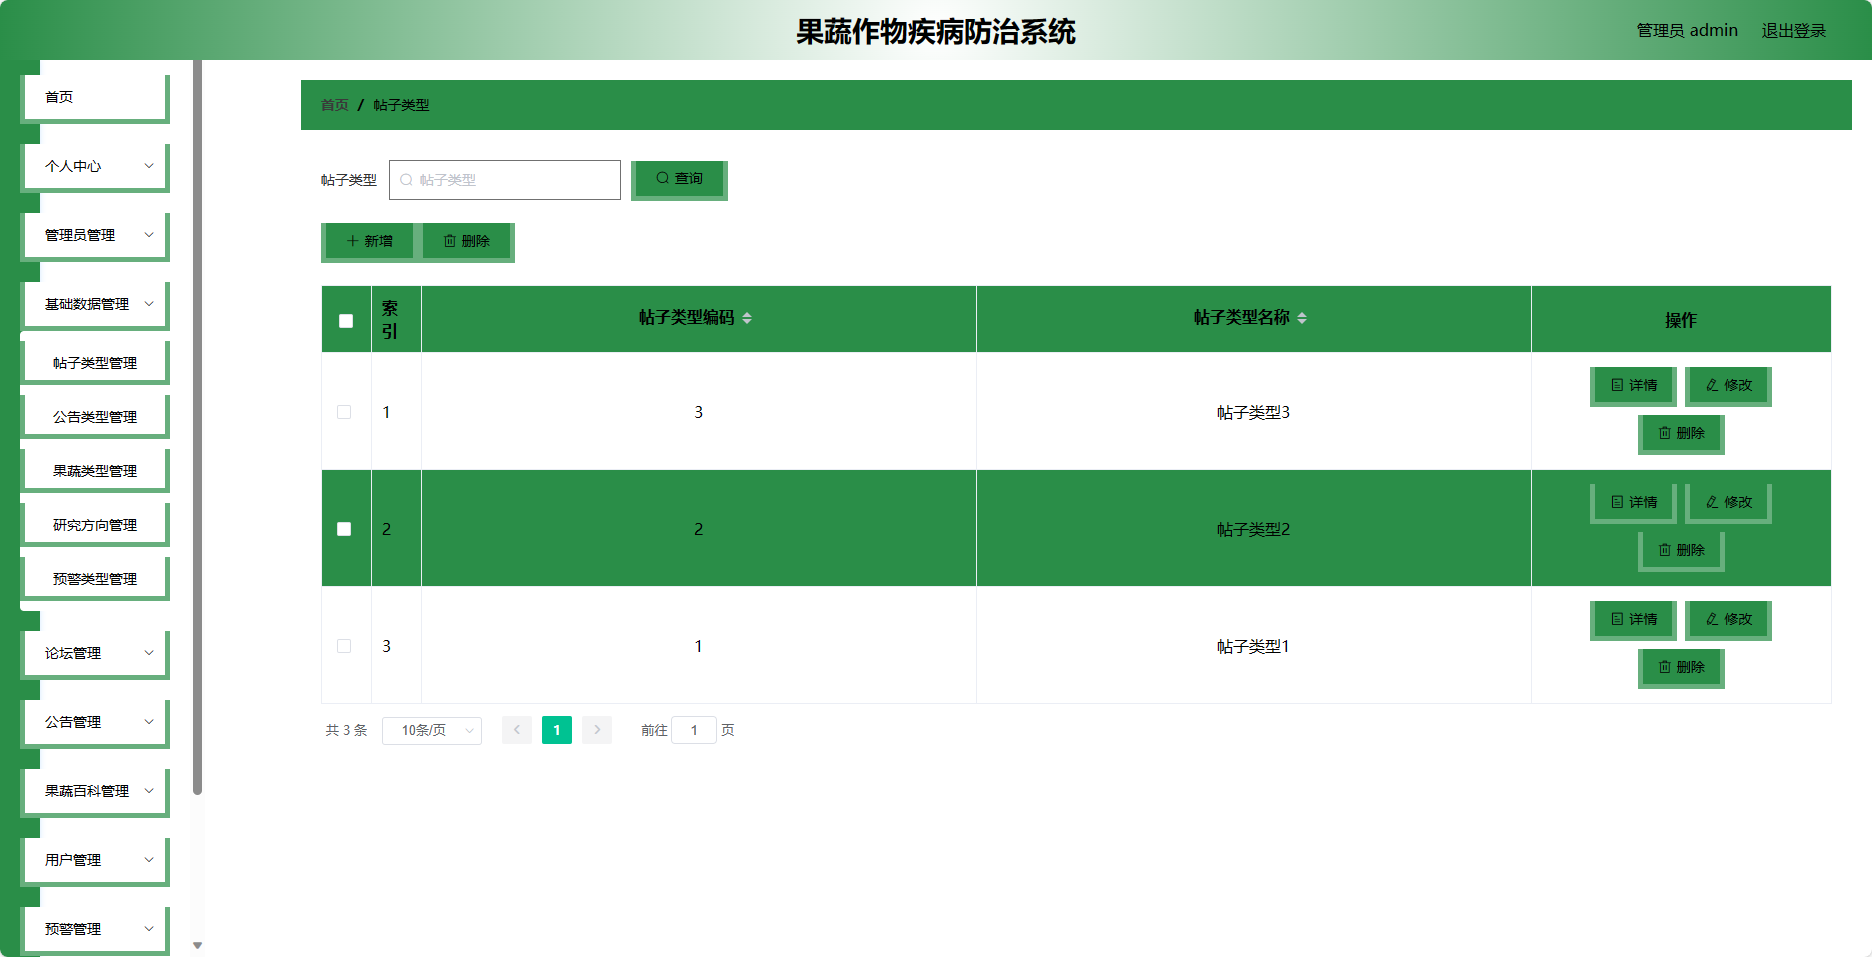 果蔬作物疾病防治系统
管理员 admin 退出登录
首页
个人中心
管理员管理
基础数据管理
帖子类型管理
公告类型管理
果蔬类型管理
研究方向管理
预警类型管理
论坛管理
公告管理
果蔬百科管理
用户管理
预警管理
首页 / 帖子类型
帖子类型 帖子类型 查询
新增 删除
索引 帖子类型编码 帖子类型名称 操作
1 3 帖子类型3 详情 修改
删除
2 2 帖子类型2 详情 修改
删除
3 1 帖子类型1 详情 修改
删除
共 3 条 10条/页 1 前往 1 页